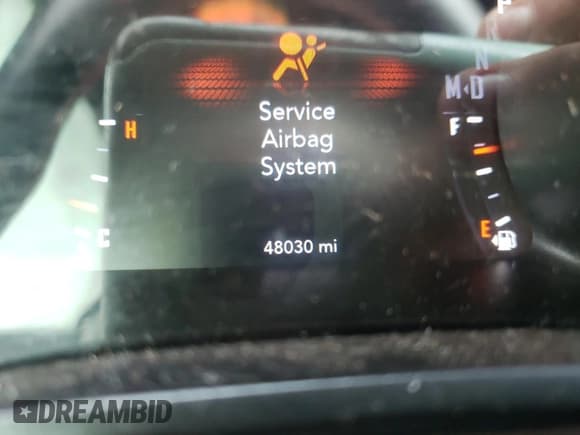 P
R
N
M◁D
Service
Airbag
System
H
F
E
C
48030 mi
DREAMBID